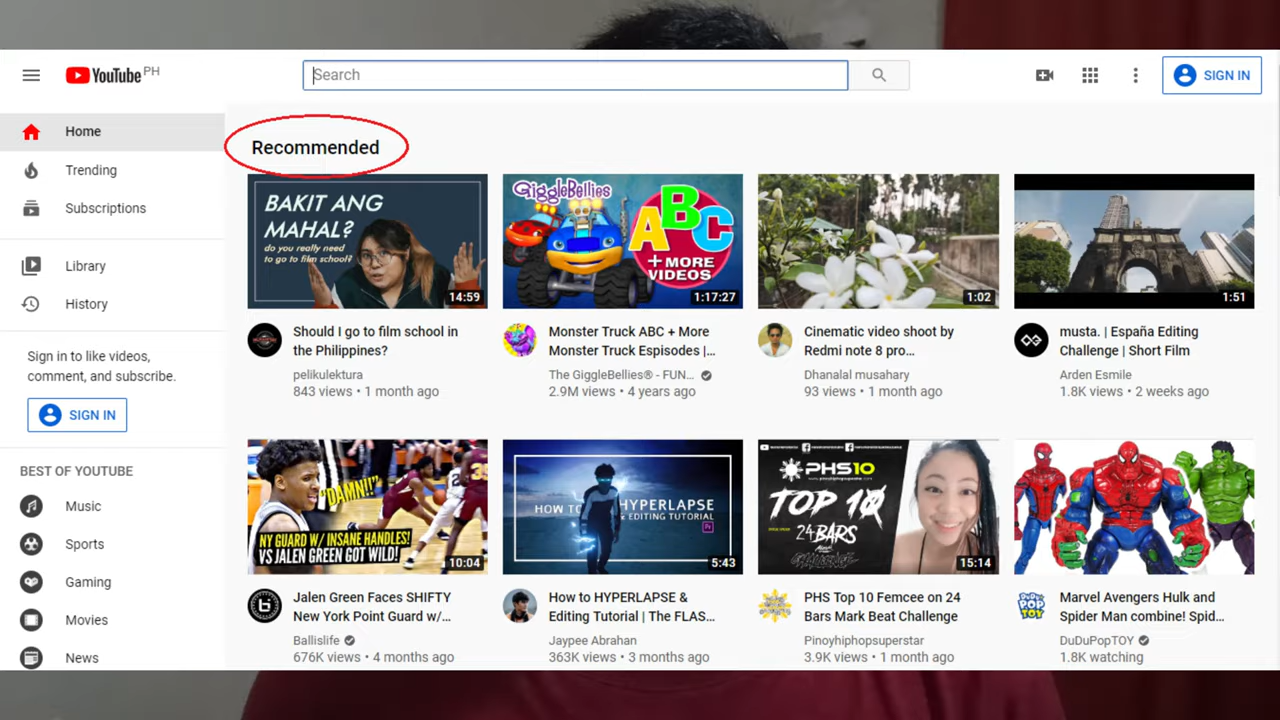 YouTube PH
Search
SIGN IN
Home
Trending
Subscriptions
Library
History
Sign in to like videos,
comment, and subscribe.
SIGN IN
BEST OF YOUTUBE
Music
Sports
Gaming
Movies
News
Recommended
BAKIT ANG
MAHAL?
do you really need
to go to film school?
14:59
Should I go to film school in
the Philippines?
pelikulektura
843 views • 1 month ago
GiggleBellies
ABC
+ MORE
VIDEOS
1:17:27
Monster Truck ABC + More
Monster Truck Espisodes |...
The GiggleBellies® - FUN...
2.9M views • 4 years ago
1:02
Cinematic video shoot by
Redmi note 8 pro...
Dhanalal musahary
93 views • 1 month ago
1:51
musta. | España Editing
Challenge | Short Film
Arden Esmile
1.8K views • 2 weeks ago
"DAMN!!"
NY GUARD W/ INSANE HANDLES!
VS JALEN GREEN GOT WILD!
10:04
Jalen Green Faces SHIFTY
New York Point Guard w/...
Ballislife
676K views • 4 months ago
HOW TO HYPERLAPSE
& EDITING TUTORIAL
Pr
5:43
How to HYPERLAPSE &
Editing Tutorial | The FLAS...
Jaypee Abrahan
363K views • 3 months ago
PHS10
TOP 10
24 BARS
CHALLENGE
15:14
PHS Top 10 Femcee on 24
Bars Mark Beat Challenge
Pinoyhiphopsuperstar
3.9K views • 1 month ago
DUDU
POP
TOY
Marvel Avengers Hulk and
Spider Man combine! Spid...
DuDuPopTOY
1.8K watching